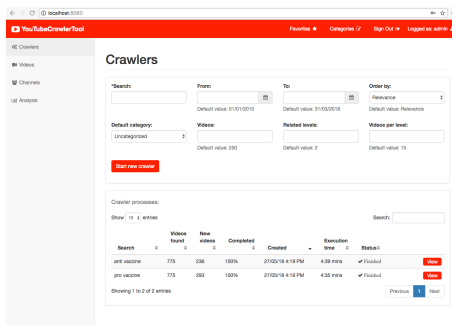 localhost:8080
YouTubeCrawlerTool
Favorites ★ Categories Sign Out Logged as: admin
Crawlers
Videos
Channels
Analysis
Crawlers
*Search: From: To: Order by:
Relevance
Default value: 01/01/2010 Default value: 31/03/2018 Default value: Relevance
Default category: Videos: Related levels: Videos per level:
Uncategorized
Default value: 250 Default value: 2 Default value: 15
Start new crawler
Crawler processes:
Show 10 entries Search:
Search Videos found New videos Completed Created Execution time Status
anti vaccine 775 236 100% 27/05/18 4:19 PM 4:39 mins ✔ Finished View
pro vaccine 775 293 100% 27/05/18 4:19 PM 4:35 mins ✔ Finished View
Showing 1 to 2 of 2 entries
Previous 1 Next